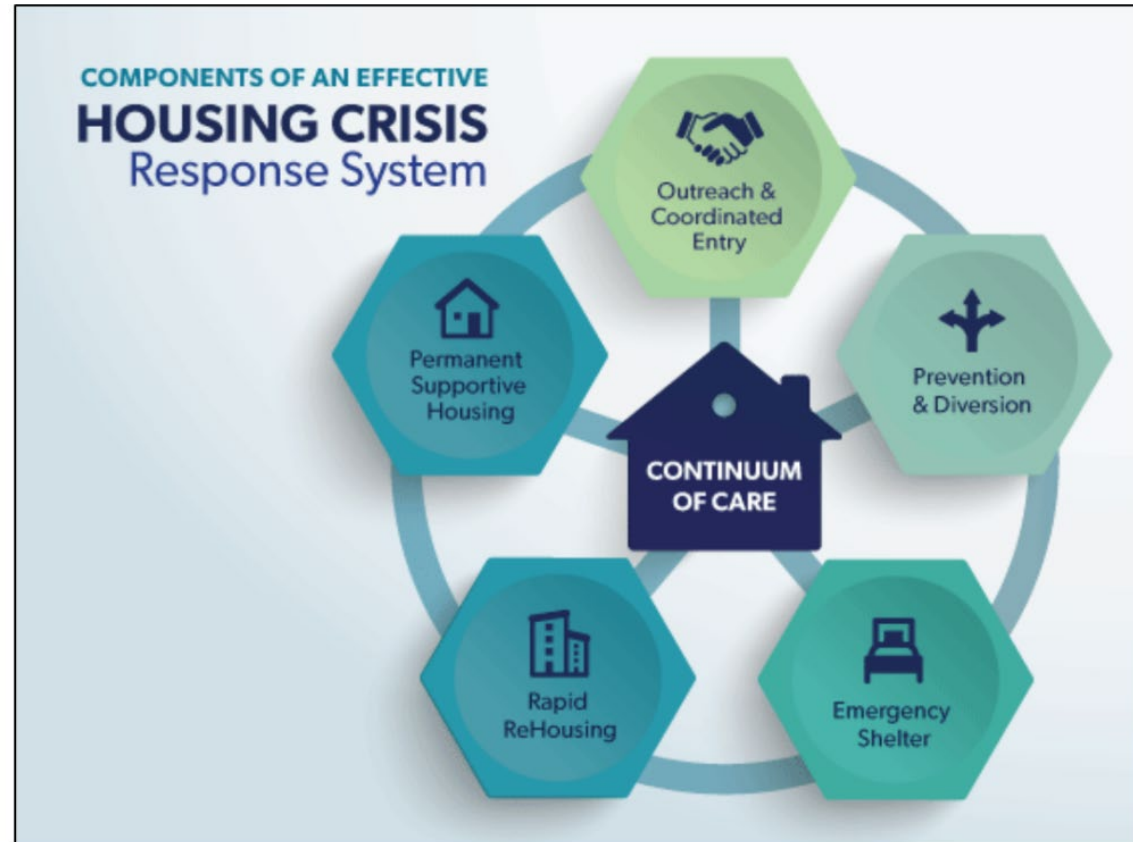 COMPONENTS OF AN EFFECTIVE
HOUSING CRISIS
Response System
Outreach &
Coordinated
Entry
Prevention
& Diversion
Emergency
Shelter
Rapid
ReHousing
Permanent
Supportive
Housing
CONTINUUM
OF CARE